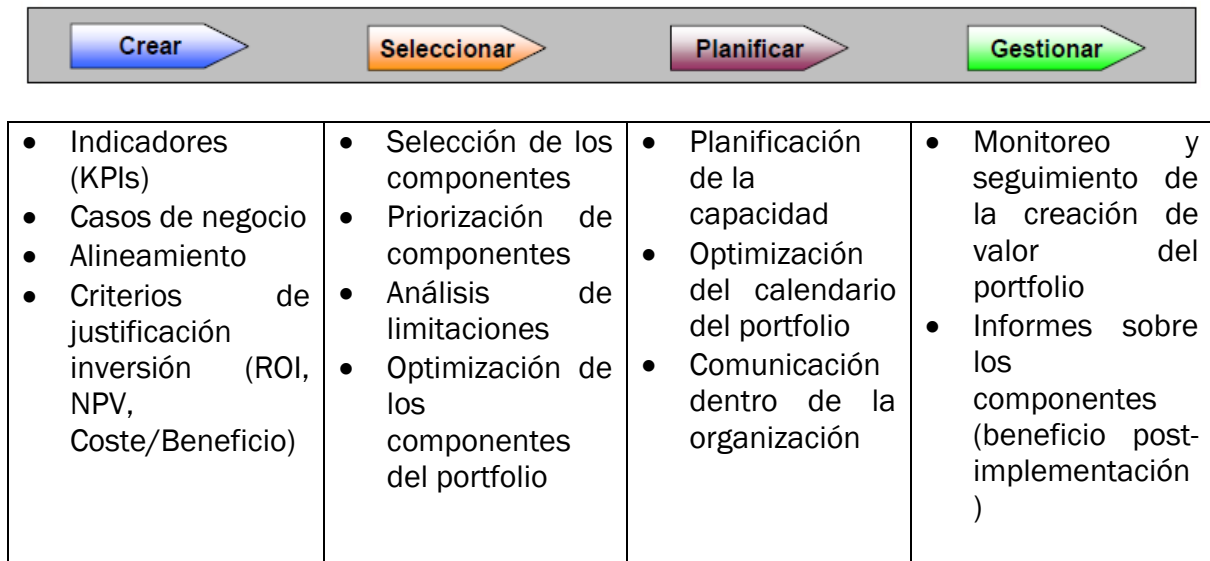 Crear
Seleccionar
Planificar
Gestionar
• Indicadores
(KPIs)
• Casos de negocio
• Alineamiento
• Criterios de
justificación
inversión (ROI,
NPV,
Coste/Beneficio)
• Selección de los
componentes
• Priorización de
componentes
• Análisis de
limitaciones
• Optimización de
los
componentes
del portfolio
• Planificación
de la
capacidad
• Optimización
del calendario
del portfolio
• Comunicación
dentro de la
organización
• Monitoreo y
seguimiento de
la creación de
valor del
portfolio
• Informes sobre
los
componentes
(beneficio post-
implementación
)